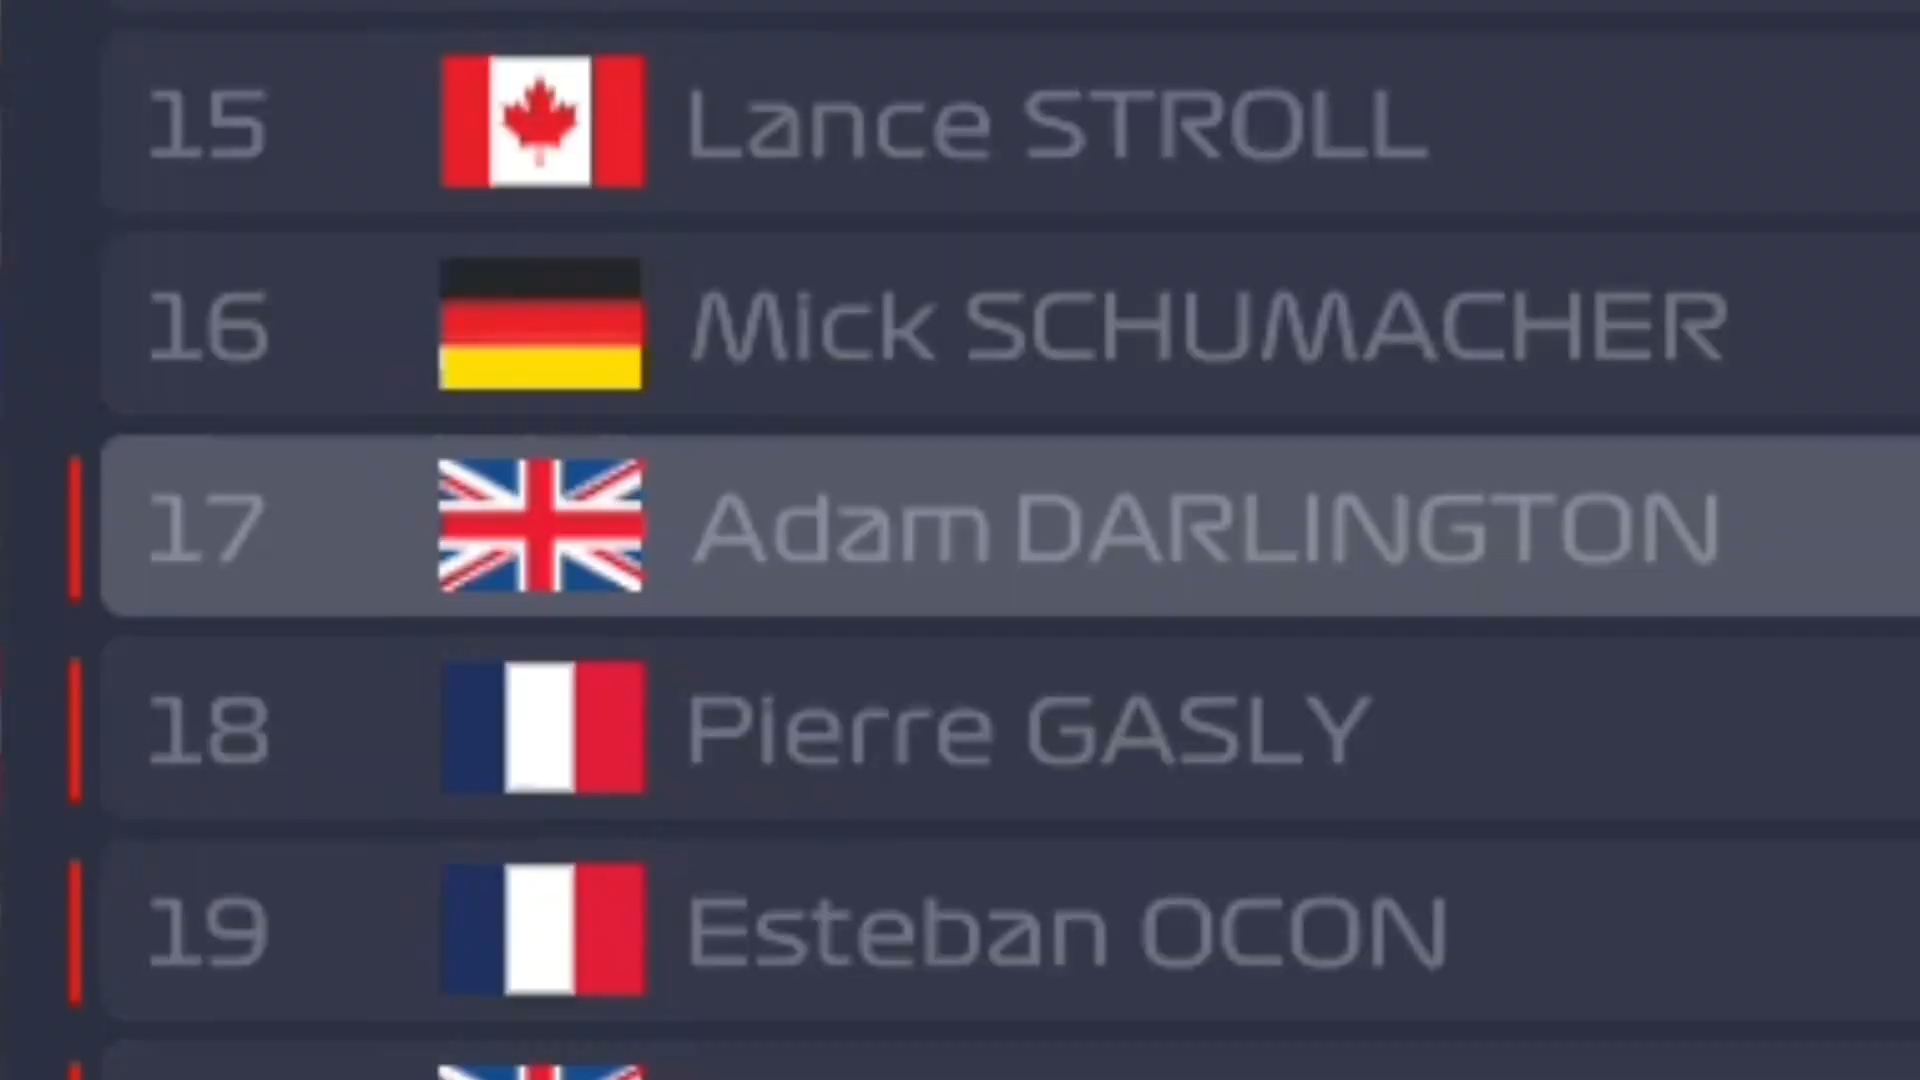 15 Lance STROLL
16 Mick SCHUMACHER
17 Adam DARLINGTON
18 Pierre GASLY
19 Esteban OCON